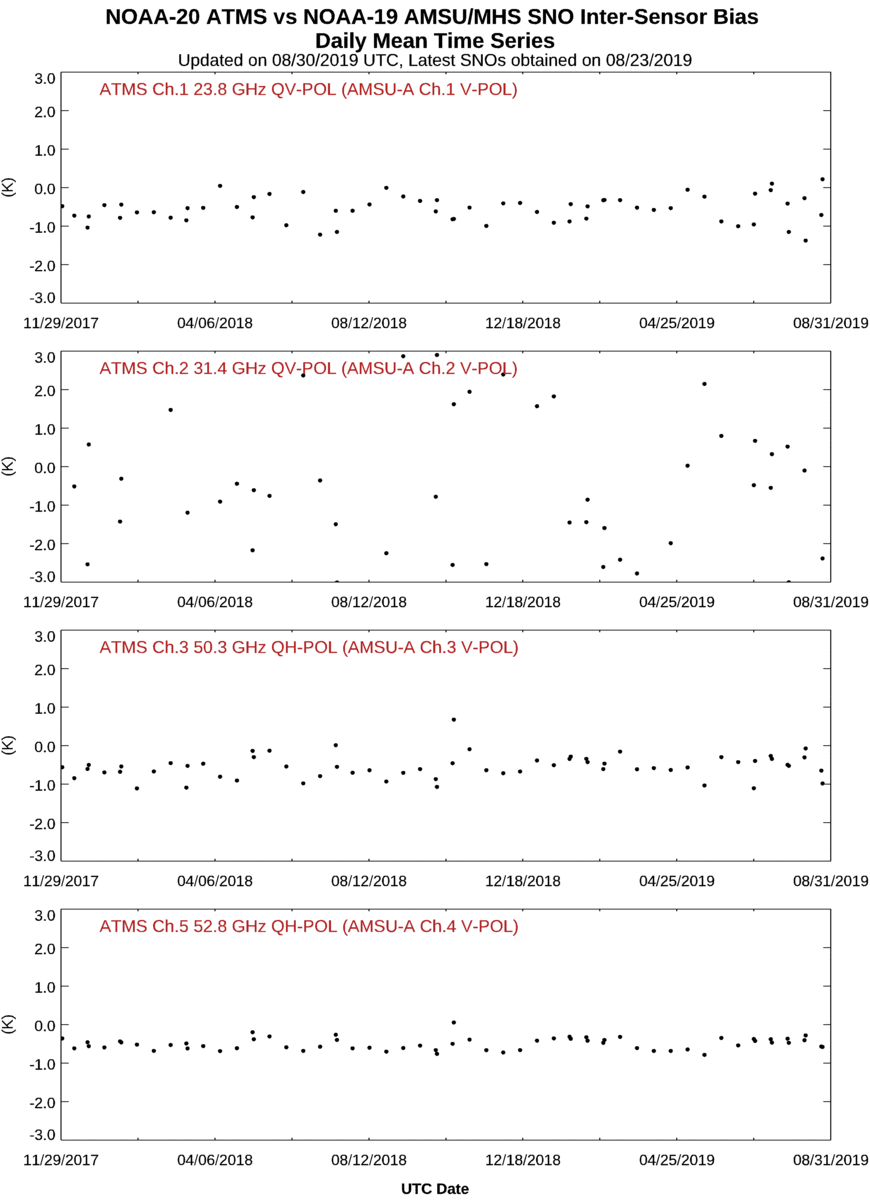 NOAA-20 ATMS vs NOAA-19 AMSU/MHS SNO Inter-Sensor Bias
Daily Mean Time Series
Updated on 08/30/2019 UTC, Latest SNOs obtained on 08/23/2019
3.0
ATMS Ch.1 23.8 GHz QV-POL (AMSU-A Ch.1 V-POL)
2.0
1.0
(K)
0.0
-1.0
-2.0
-3.0
11/29/2017 04/06/2018 08/12/2018 12/18/2018 04/25/2019 08/31/2019
3.0
ATMS Ch.2 31.4 GHz QV-POL (AMSU-A Ch.2 V-POL)
2.0
1.0
(K)
0.0
-1.0
-2.0
-3.0
11/29/2017 04/06/2018 08/12/2018 12/18/2018 04/25/2019 08/31/2019
3.0
ATMS Ch.3 50.3 GHz QH-POL (AMSU-A Ch.3 V-POL)
2.0
1.0
(K)
0.0
-1.0
-2.0
-3.0
11/29/2017 04/06/2018 08/12/2018 12/18/2018 04/25/2019 08/31/2019
3.0
ATMS Ch.5 52.8 GHz QH-POL (AMSU-A Ch.4 V-POL)
2.0
1.0
(K)
0.0
-1.0
-2.0
-3.0
11/29/2017 04/06/2018 08/12/2018 12/18/2018 04/25/2019 08/31/2019
UTC Date